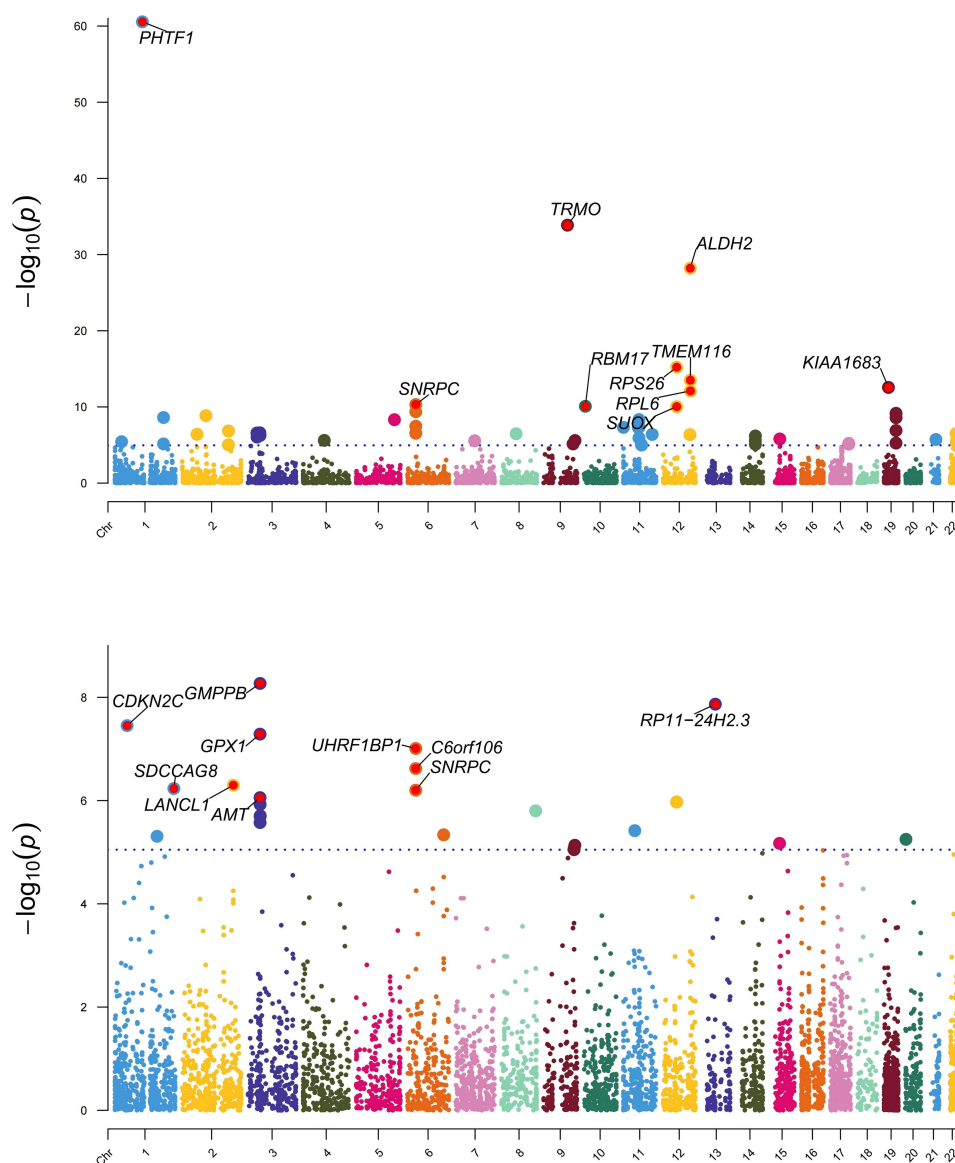 60
PHTF1
50
40
TRMO
30
ALDH2
−log10(p)
20
TMEM116
RBM17
KIAA1683
RPS26
SNRPC
RPL6
10
SUOX
0
Chr 1 2 3 4 5 6 7 8 9 10 11 12 13 14 15 16 17 18 19 20 21 22
8
GMPPB
CDKN2C
RP11−24H2.3
GPX1
UHRF1BP1
C6orf106
SDCCAG8
SNRPC
LANCL1
AMT
6
−log10(p)
4
2
0
Chr 1 2 3 4 5 6 7 8 9 10 11 12 13 14 15 16 17 18 19 20 21 22